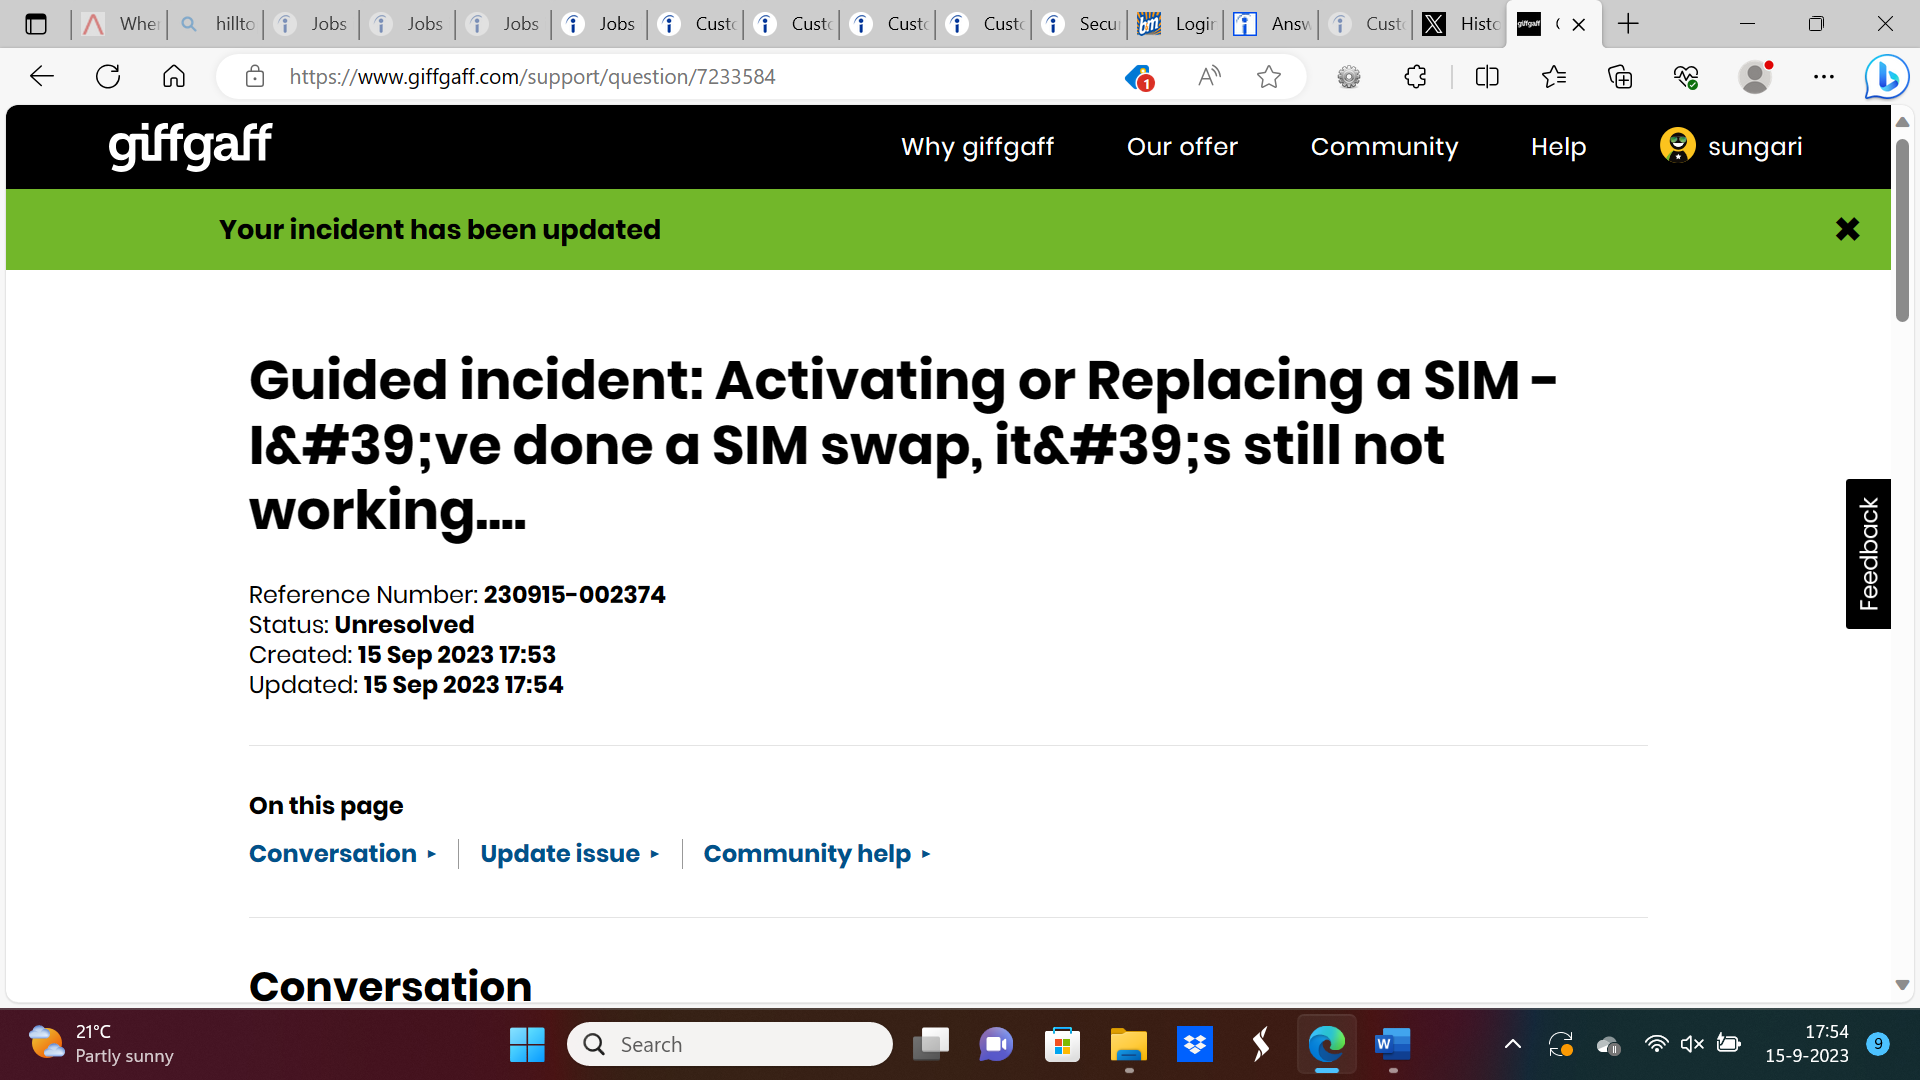 Wher
hillto
Jobs
Jobs
Jobs
Jobs
Custo
Custo
Custo
Custo
Secur
Login
Answ
Custo
Histo
giffgaff
https://www.giffgaff.com/support/question/7233584
1
giffgaff
Why giffgaff
Our offer
Community
Help
sungari
Your incident has been updated
Guided incident: Activating or Replacing a SIM -
I&#39;ve done a SIM swap, it&#39;s still not
working....
Feedback
Reference Number: 230915-002374
Status: Unresolved
Created: 15 Sep 2023 17:53
Updated: 15 Sep 2023 17:54
On this page
Conversation ▸
Update issue ▸
Community help ▸
Conversation
21°C
Partly sunny
Search
17:54
15-9-2023
9